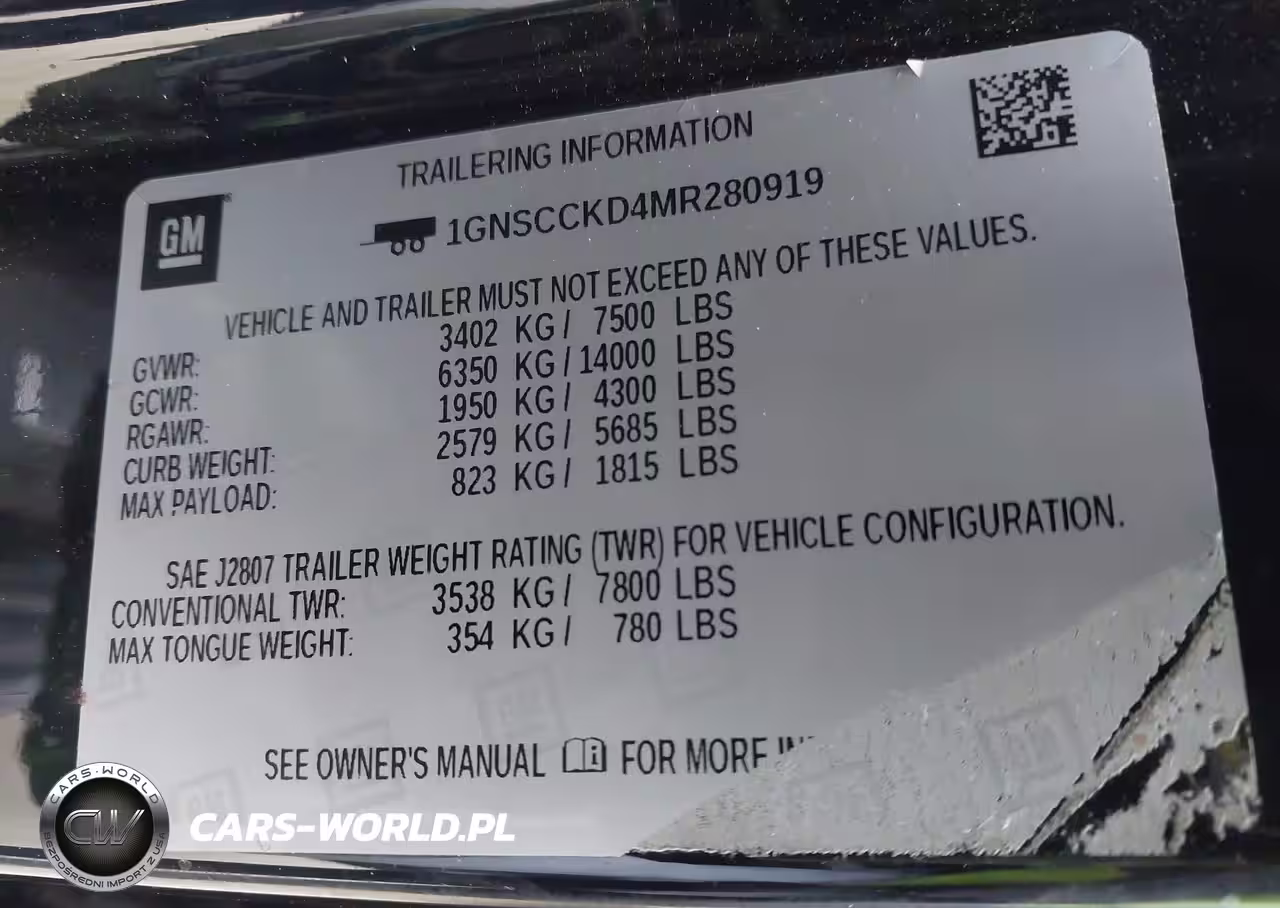 TRAILERING INFORMATION
GM
1GNSCCKD4MR280919
VEHICLE AND TRAILER MUST NOT EXCEED ANY OF THESE VALUES.
GVWR: 3402 KG / 7500 LBS
GCWR: 6350 KG / 14000 LBS
RGAWR: 1950 KG / 4300 LBS
CURB WEIGHT: 2579 KG / 5685 LBS
MAX PAYLOAD: 823 KG / 1815 LBS
SAE J2807 TRAILER WEIGHT RATING (TWR) FOR VEHICLE CONFIGURATION.
CONVENTIONAL TWR: 3538 KG / 7800 LBS
MAX TONGUE WEIGHT: 354 KG / 780 LBS
SEE OWNER'S MANUAL FOR MORE
CARS-WORLD
CW
BEZPOŚREDNI IMPORT Z USA
CARS-WORLD.PL